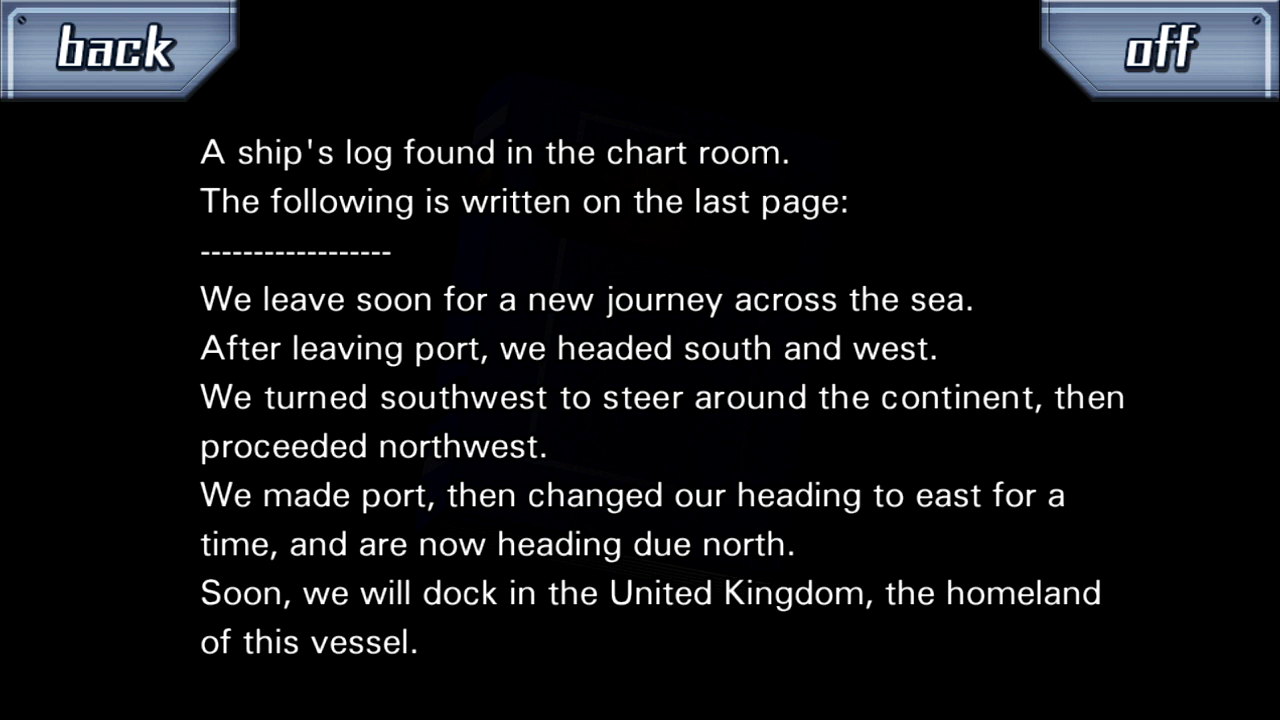 back
off
A ship's log found in the chart room.
The following is written on the last page:
------------------
We leave soon for a new journey across the sea.
After leaving port, we headed south and west.
We turned southwest to steer around the continent, then
proceeded northwest.
We made port, then changed our heading to east for a
time, and are now heading due north.
Soon, we will dock in the United Kingdom, the homeland
of this vessel.